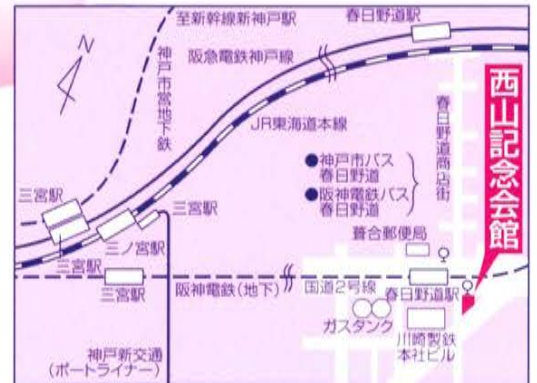 至新幹線新神戸駅
春日野道駅
N
阪急電鉄神戸線
神戸市営地下鉄
JR東海道本線
春日野道商店街
西山記念会館
●神戸市バス
春日野道
●阪神電鉄バス
春日野道
三宮駅
三宮駅
葺合郵便局
三ノ宮駅
三宮駅
三宮駅
阪神電鉄(地下)
国道2号線
春日野道駅
ガスタンク
川崎製鉄
本社ビル
神戸新交通
(ポートライナー)